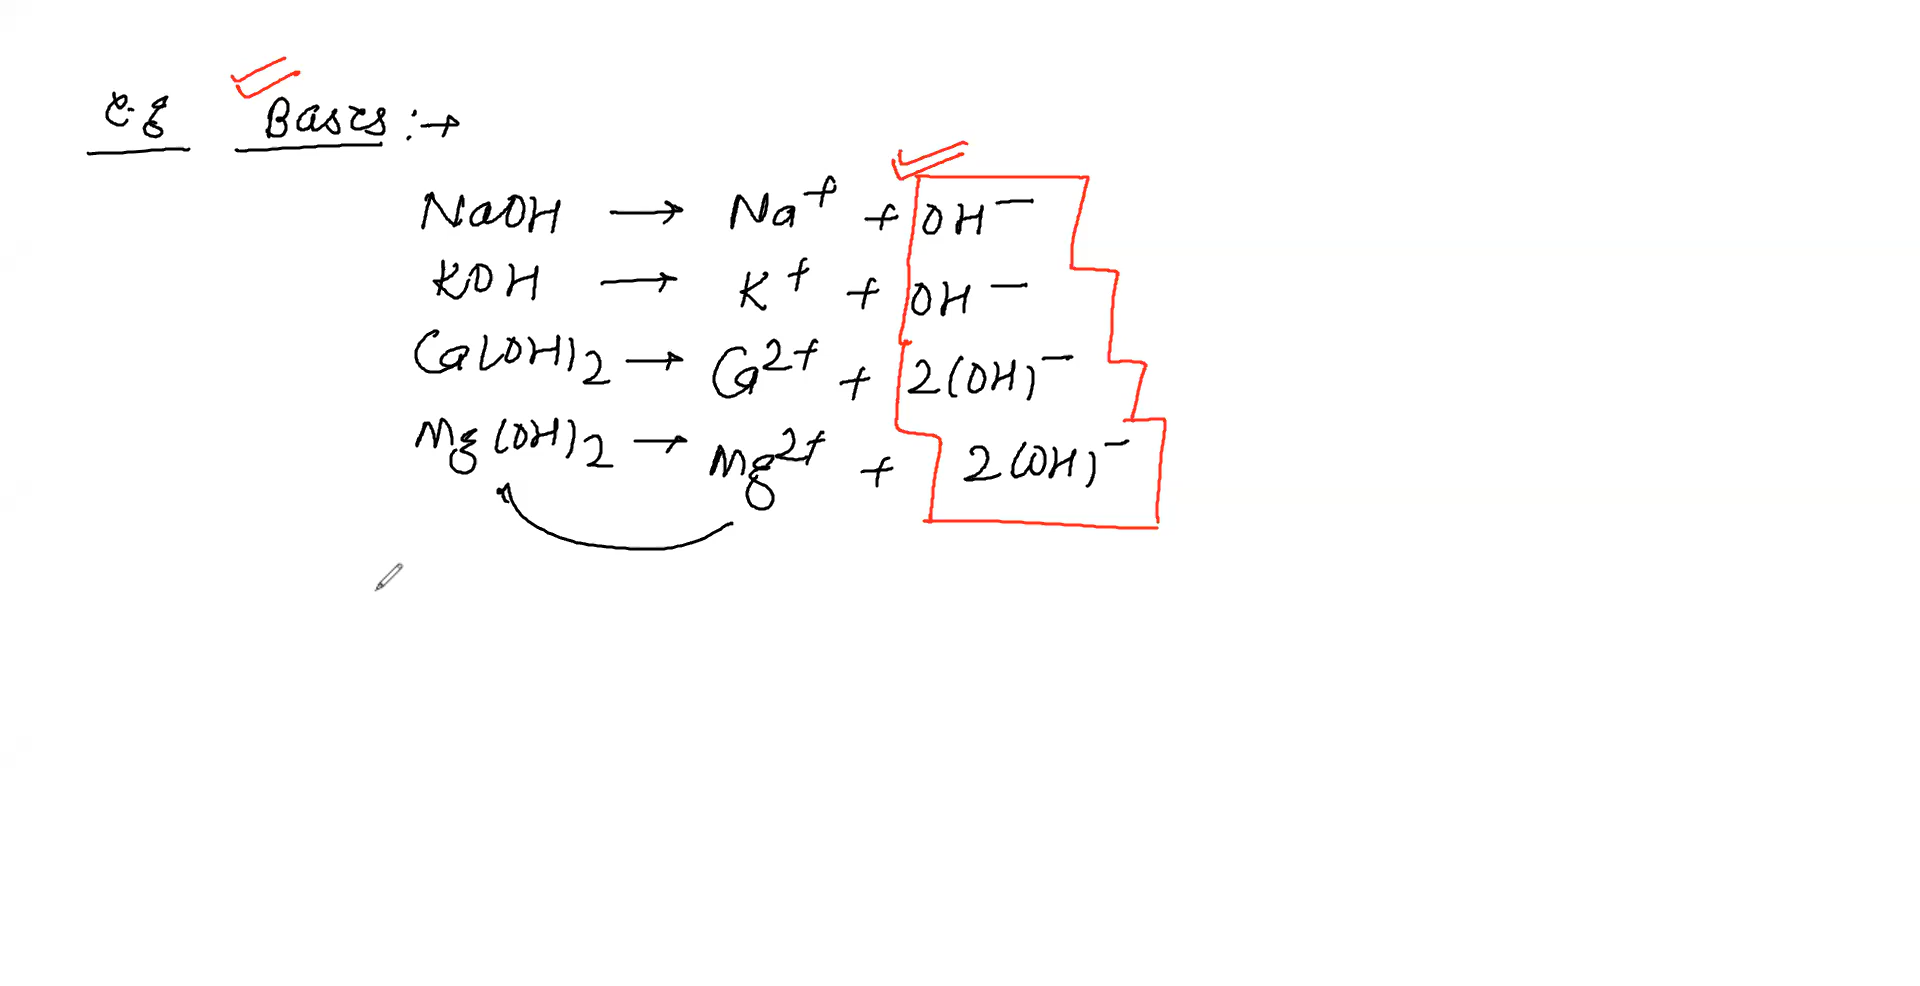 e.g Bases :→
NaOH → Na⁺ + OH⁻
KOH → K⁺ + OH⁻
Ca(OH)₂ → Ca²⁺ + 2(OH)⁻
Mg(OH)₂ → Mg²⁺ + 2(OH)⁻